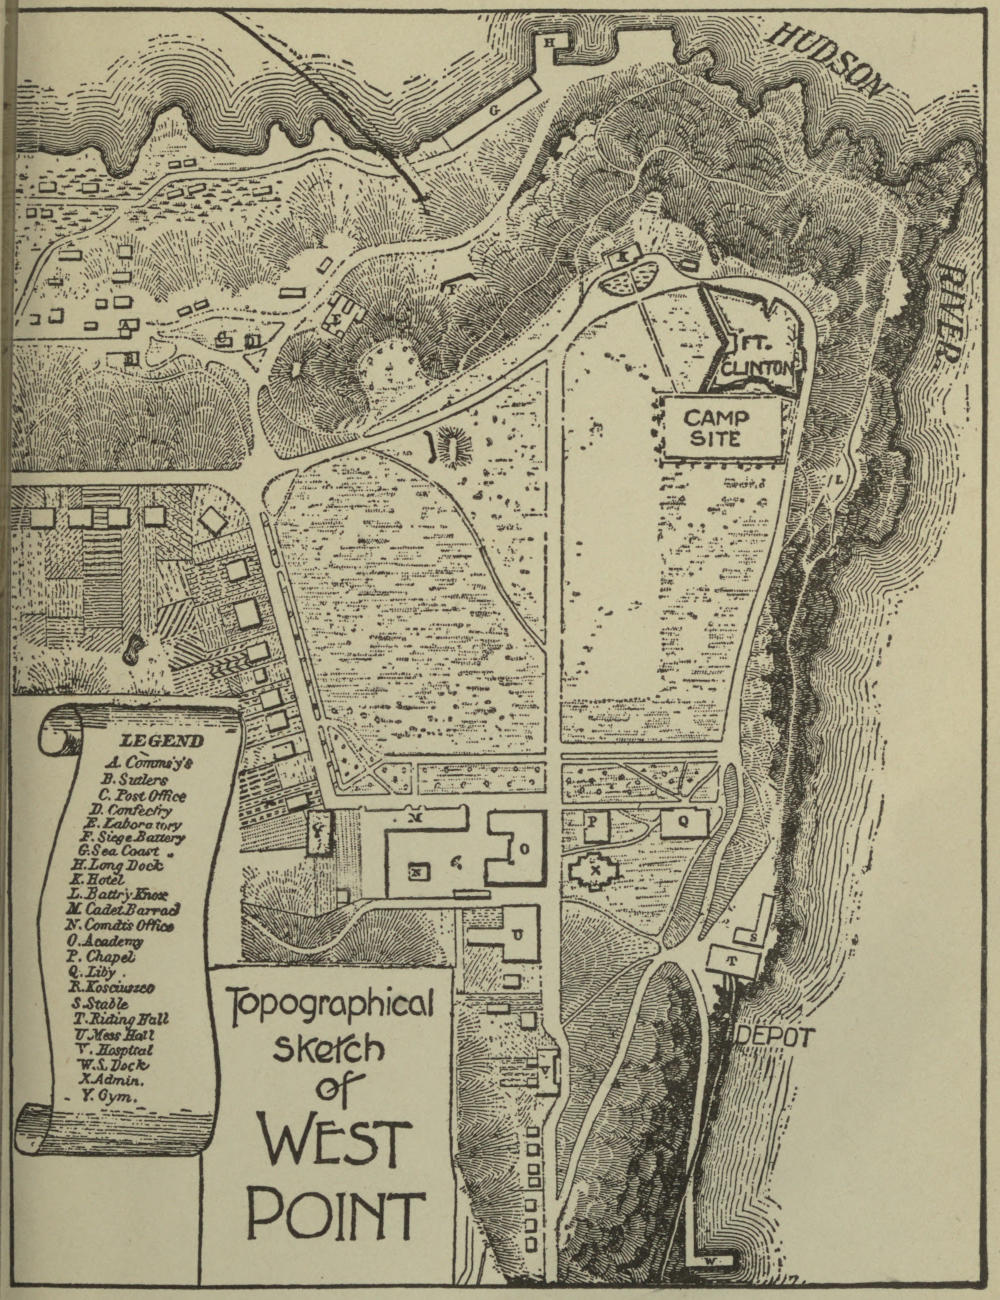 HUDSON
RIVER
H
G
K
F
E
A
B
C
D
FT.
CLINTON
CAMP
SITE
L
LEGEND
A. Commsy's
B. Sutlers
C. Post Office
D. Confectry
E. Laboratory
F. Siege Battery
G. Sea Coast "
H. Long Dock
K. Hotel
L. Battry Knox
M. Cadet Barrad
N. Comdts Office
O. Academy
P. Chapel
Q. Liby.
R. Kosciuszco
S. Stable
T. Riding Hall
U. Mess Hall
V. Hospital
W. S. Dock
X. Admin.
Y. Gym.
Y
M
N
O
P
Q
X
U
S
T
DEPOT
V
W
Topographical
sketch
of
WEST
POINT